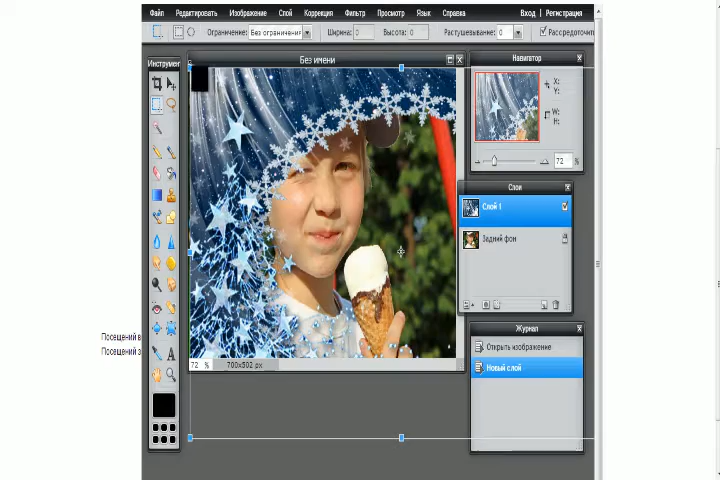 Файл Редактировать Изображение Слой Коррекция Фильтр Просмотр Язык Справка Вход | Регистрация
Ограничение: Без ограничения Ширина: 0 Высота: 0 Растушевывание: 0
Инструмен
Без имени
Навигатор
X:
Y:
W:
H:
72 %
Слои
Слой 1
Задний фон
Журнал
Открыть изображение
Новый слой
Посещений
Посещений
72 % 700x502 px